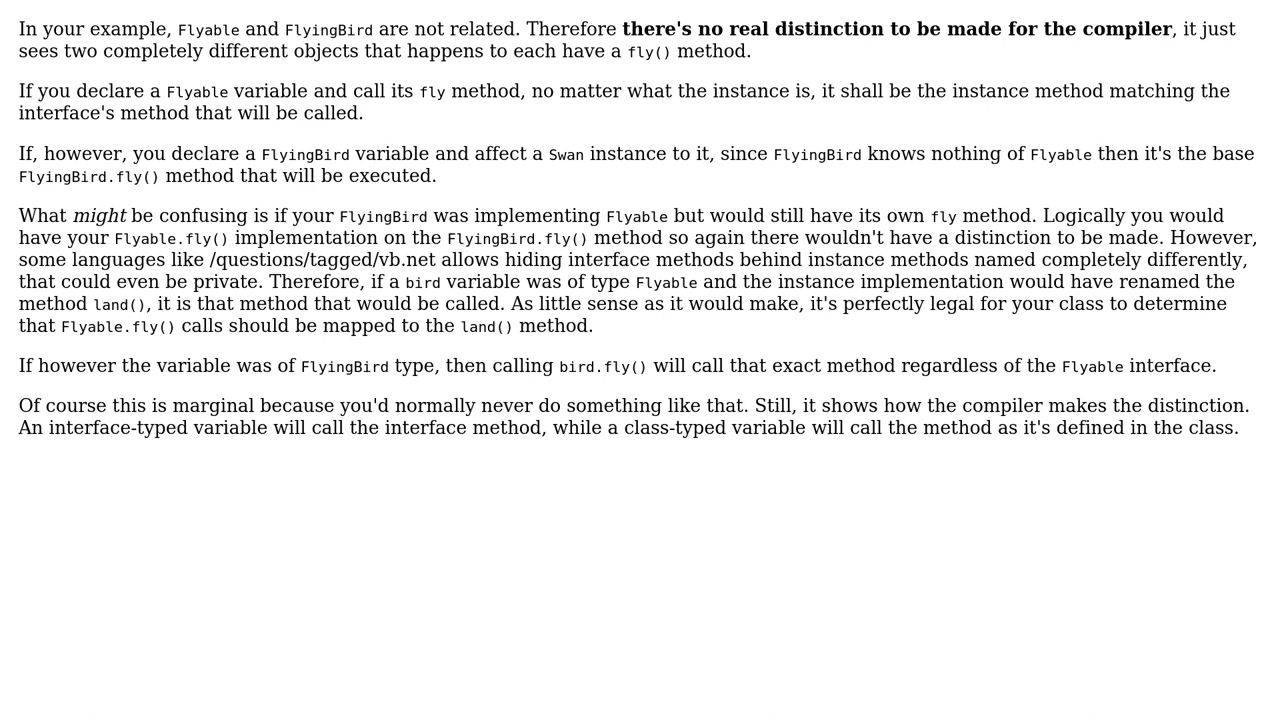 In your example, Flyable and FlyingBird are not related. Therefore there's no real distinction to be made for the compiler, it just
sees two completely different objects that happens to each have a fly() method.
If you declare a Flyable variable and call its fly method, no matter what the instance is, it shall be the instance method matching the
interface's method that will be called.
If, however, you declare a FlyingBird variable and affect a Swan instance to it, since FlyingBird knows nothing of Flyable then it's the base
FlyingBird.fly() method that will be executed.
What might be confusing is if your FlyingBird was implementing Flyable but would still have its own fly method. Logically you would
have your Flyable.fly() implementation on the FlyingBird.fly() method so again there wouldn't have a distinction to be made. However,
some languages like /questions/tagged/vb.net allows hiding interface methods behind instance methods named completely differently,
that could even be private. Therefore, if a bird variable was of type Flyable and the instance implementation would have renamed the
method land(), it is that method that would be called. As little sense as it would make, it's perfectly legal for your class to determine
that Flyable.fly() calls should be mapped to the land() method.
If however the variable was of FlyingBird type, then calling bird.fly() will call that exact method regardless of the Flyable interface.
Of course this is marginal because you'd normally never do something like that. Still, it shows how the compiler makes the distinction.
An interface-typed variable will call the interface method, while a class-typed variable will call the method as it's defined in the class.